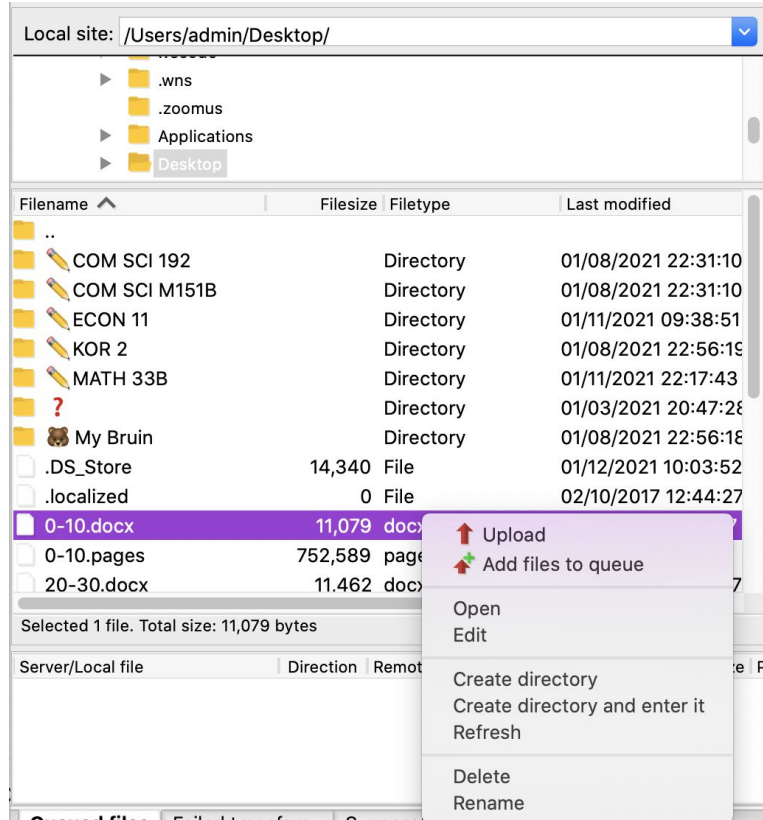 Local site: /Users/admin/Desktop/
.wns
.zoomus
Applications
Desktop
Filename Filesize Filetype Last modified
..
COM SCI 192 Directory 01/08/2021 22:31:10
COM SCI M151B Directory 01/08/2021 22:31:10
ECON 11 Directory 01/11/2021 09:38:51
KOR 2 Directory 01/08/2021 22:56:19
MATH 33B Directory 01/11/2021 22:17:43
❓ Directory 01/03/2021 20:47:28
My Bruin Directory 01/08/2021 22:56:18
.DS_Store 14,340 File 01/12/2021 10:03:52
.localized 0 File 02/10/2017 12:44:27
0-10.docx 11,079 docx
0-10.pages 752,589 page
20-30.docx 11,462 docx
Upload
Add files to queue
Open
Edit
Create directory
Create directory and enter it
Refresh
Delete
Rename
Selected 1 file. Total size: 11,079 bytes
Server/Local file Direction Remot
Queued files